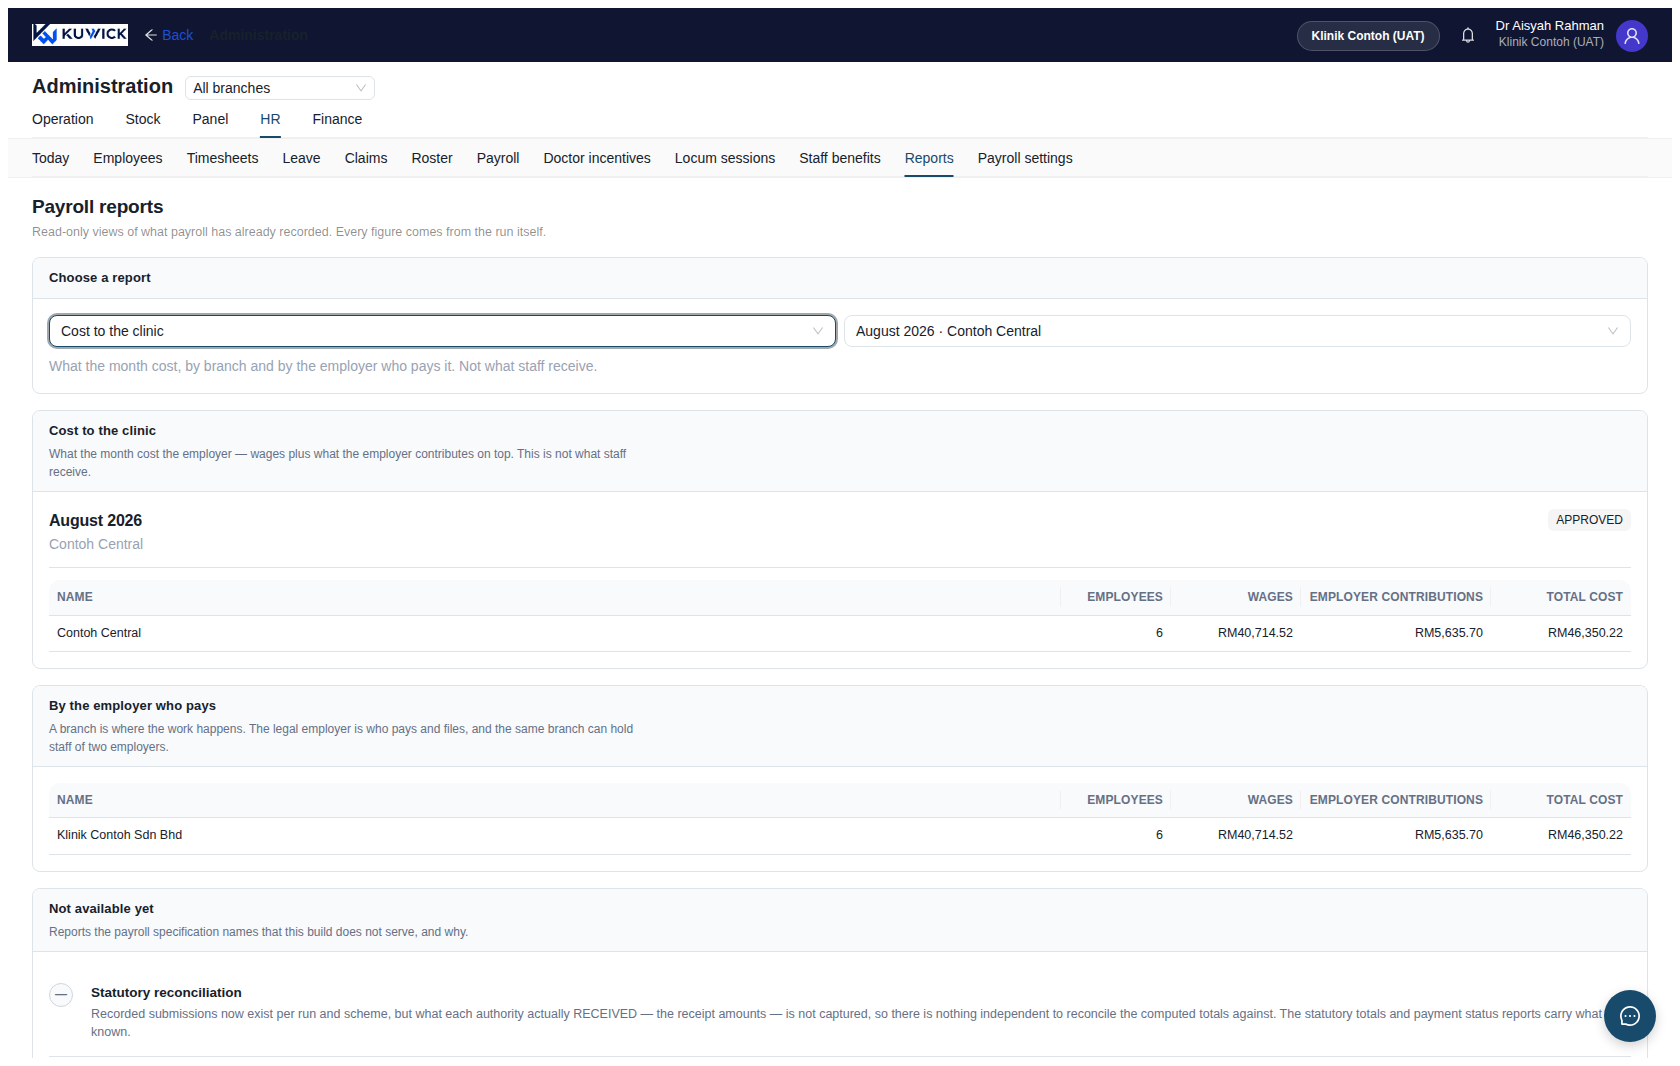 KUWICK
Back
Administration
Klinik Contoh (UAT)
Dr Aisyah Rahman
Klinik Contoh (UAT)
Administration
All branches
Operation
Stock
Panel
HR
Finance
Today
Employees
Timesheets
Leave
Claims
Roster
Payroll
Doctor incentives
Locum sessions
Staff benefits
Reports
Payroll settings
Payroll reports
Read-only views of what payroll has already recorded. Every figure comes from the run itself.
Choose a report
Cost to the clinic
August 2026 · Contoh Central
What the month cost, by branch and by the employer who pays it. Not what staff receive.
Cost to the clinic
What the month cost the employer — wages plus what the employer contributes on top. This is not what staff
receive.
August 2026
APPROVED
Contoh Central
NAME EMPLOYEES WAGES EMPLOYER CONTRIBUTIONS TOTAL COST
Contoh Central 6 RM40,714.52 RM5,635.70 RM46,350.22
By the employer who pays
A branch is where the work happens. The legal employer is who pays and files, and the same branch can hold
staff of two employers.
NAME EMPLOYEES WAGES EMPLOYER CONTRIBUTIONS TOTAL COST
Klinik Contoh Sdn Bhd 6 RM40,714.52 RM5,635.70 RM46,350.22
Not available yet
Reports the payroll specification names that this build does not serve, and why.
Statutory reconciliation
Recorded submissions now exist per run and scheme, but what each authority actually RECEIVED — the receipt amounts — is not captured, so there is nothing independent to reconcile the computed totals against. The statutory totals and payment status reports carry what
known.